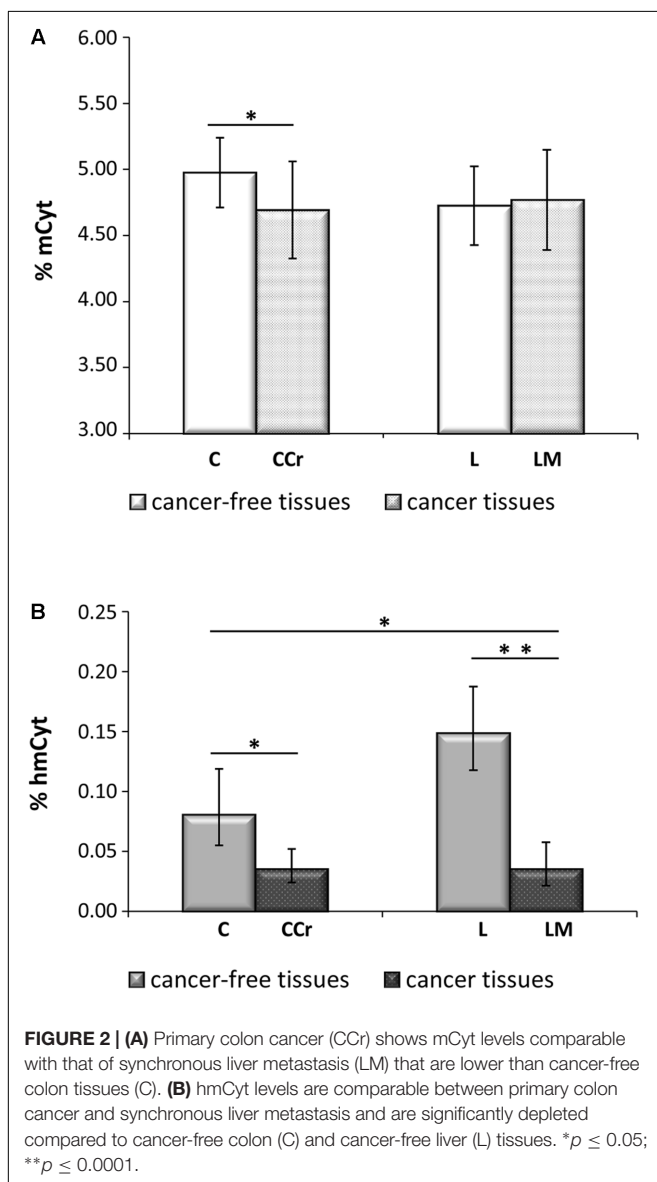 A
6.00
*
5.50
5.00
% mCyt
4.50
4.00
3.50
3.00
C CCr L LM
cancer-free tissues cancer tissues
B
0.25
*
* *
0.20
% hmCyt
0.15
*
0.10
0.05
0.00
C CCr L LM
cancer-free tissues cancer tissues
FIGURE 2 | (A) Primary colon cancer (CCr) shows mCyt levels comparable
with that of synchronous liver metastasis (LM) that are lower than cancer-free
colon tissues (C). (B) hmCyt levels are comparable between primary colon
cancer and synchronous liver metastasis and are significantly depleted
compared to cancer-free colon (C) and cancer-free liver (L) tissues. *p ≤ 0.05;
**p ≤ 0.0001.